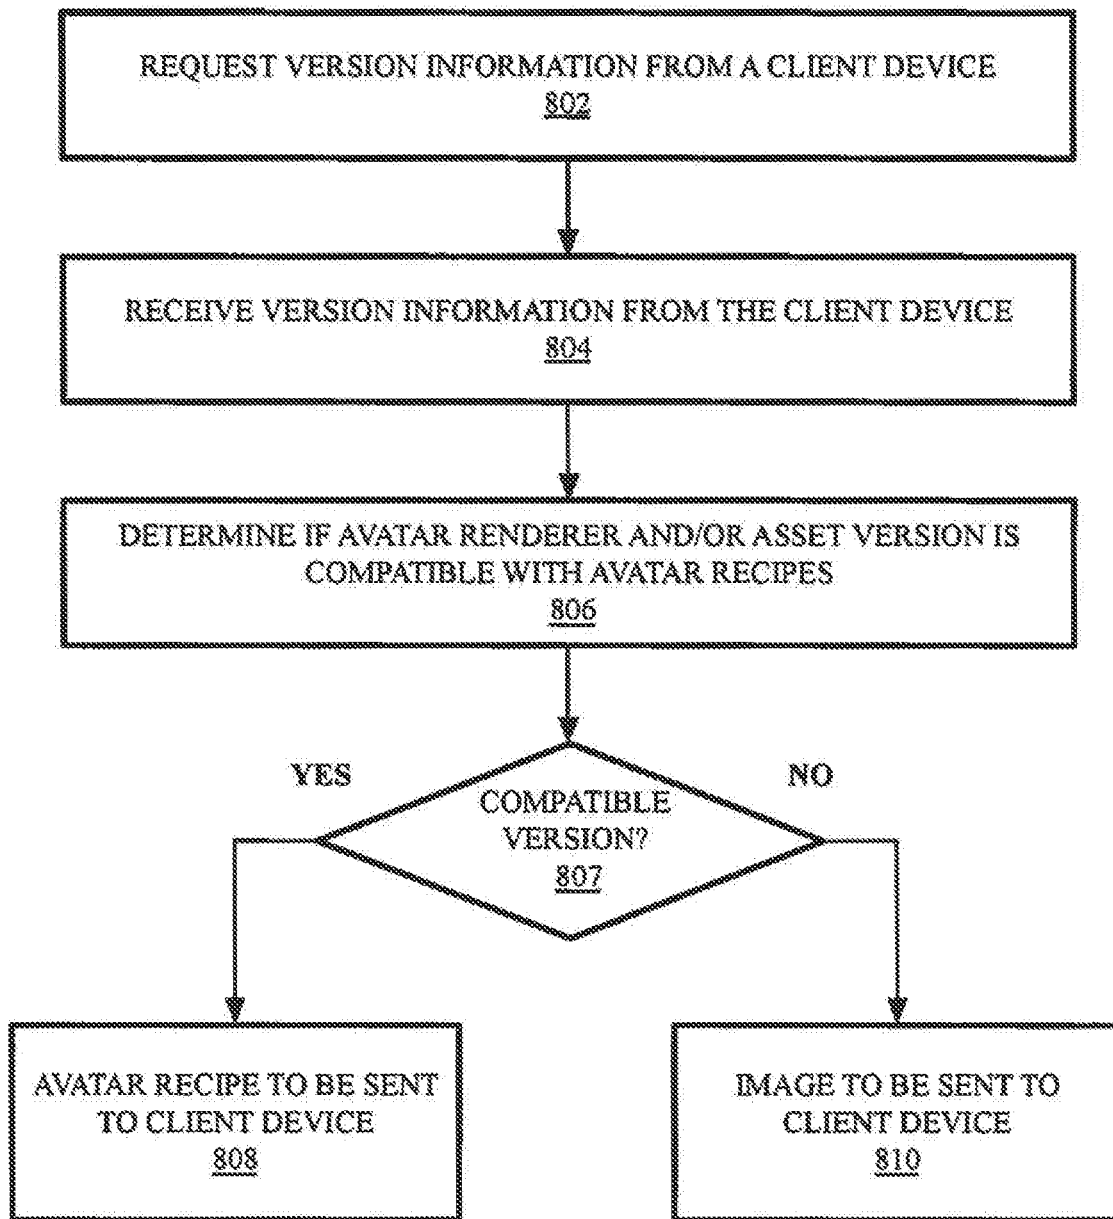 REQUEST VERSION INFORMATION FROM A CLIENT DEVICE
802
RECEIVE VERSION INFORMATION FROM THE CLIENT DEVICE
804
DETERMINE IF AVATAR RENDERER AND/OR ASSET VERSION IS
COMPATIBLE WITH AVATAR RECIPES
806
YES
NO
COMPATIBLE
VERSION?
807
AVATAR RECIPE TO BE SENT
TO CLIENT DEVICE
808
IMAGE TO BE SENT TO
CLIENT DEVICE
810